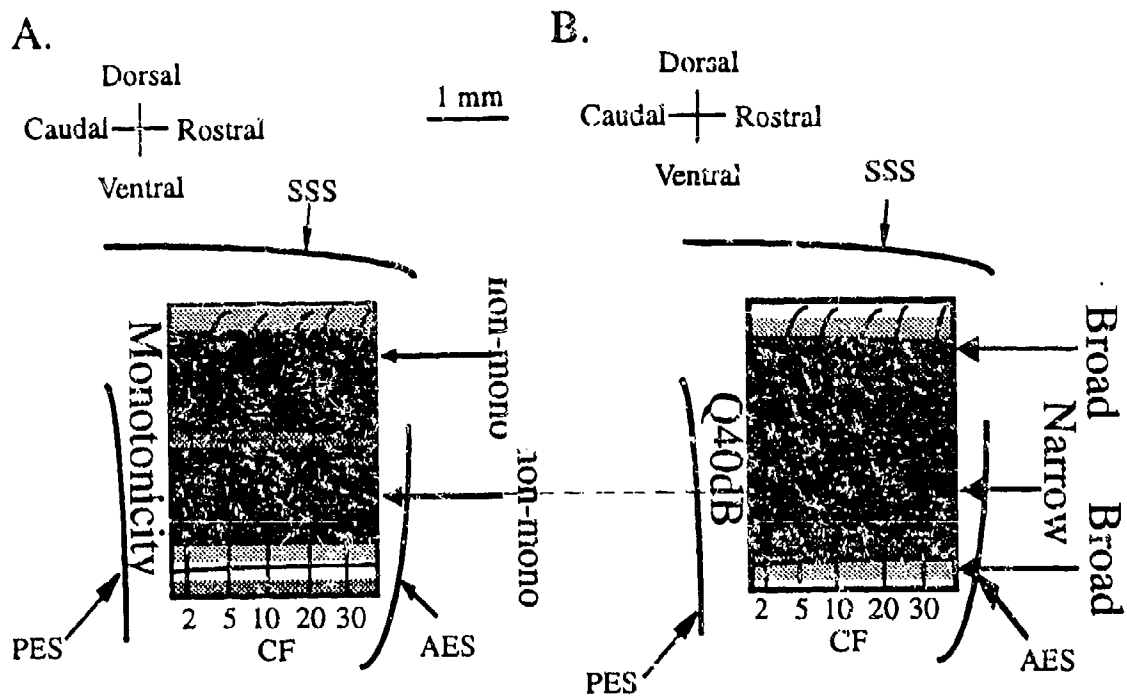 A.
Dorsal
Caudal Rostral
Ventral
1 mm
SSS
Monotonicity
non-mono
non-mono
2 5 10 20 30
CF
PES
AES
B.
Dorsal
Caudal Rostral
Ventral
SSS
Q40dB
Broad
Narrow
Broad
2 5 10 20 30
CF
PES
AES